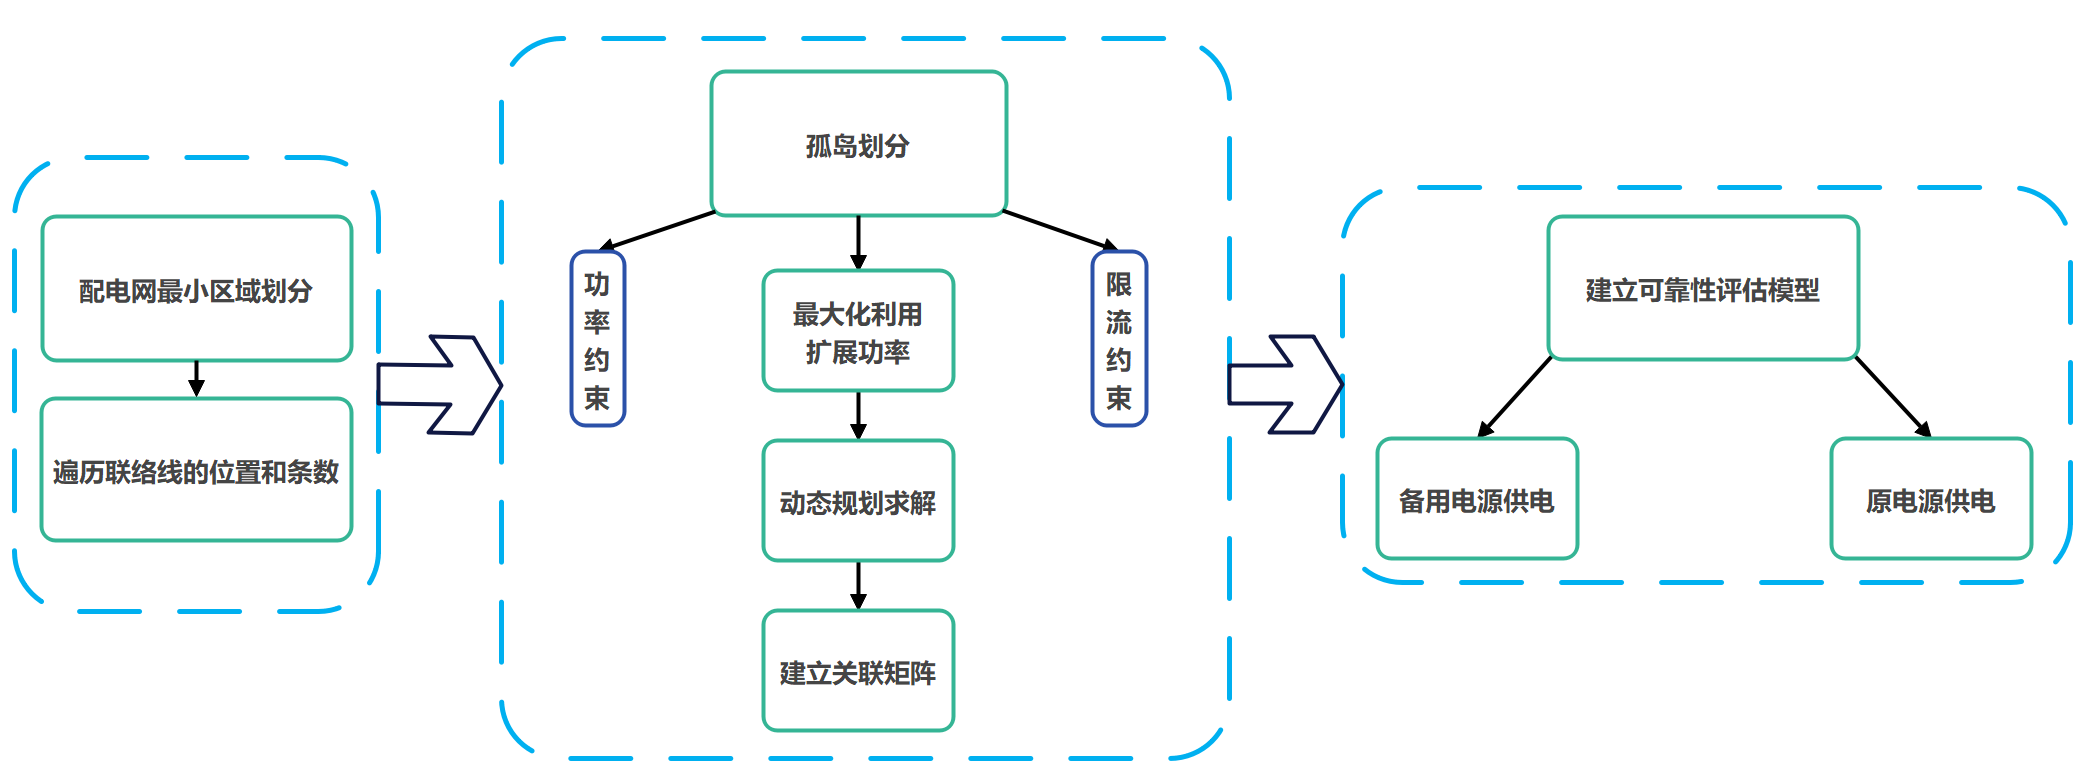 配电网最小区域划分
遍历联络线的位置和条数
孤岛划分
功
率
约
束
最大化利用
扩展功率
限
流
约
束
动态规划求解
建立关联矩阵
建立可靠性评估模型
备用电源供电
原电源供电